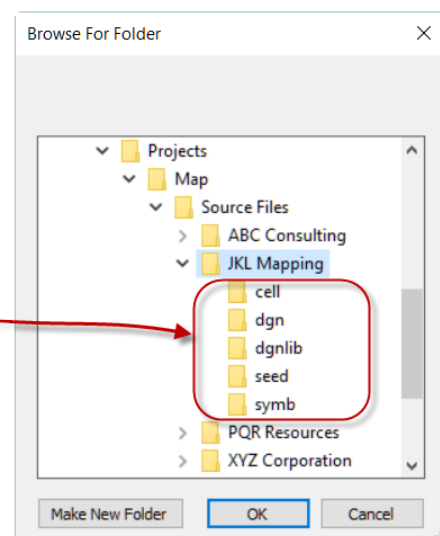 Browse For Folder
Projects
Map
Source Files
ABC Consulting
JKL Mapping
cell
dgn
dgnlib
seed
symb
PQR Resources
XYZ Corporation
Make New Folder
OK
Cancel